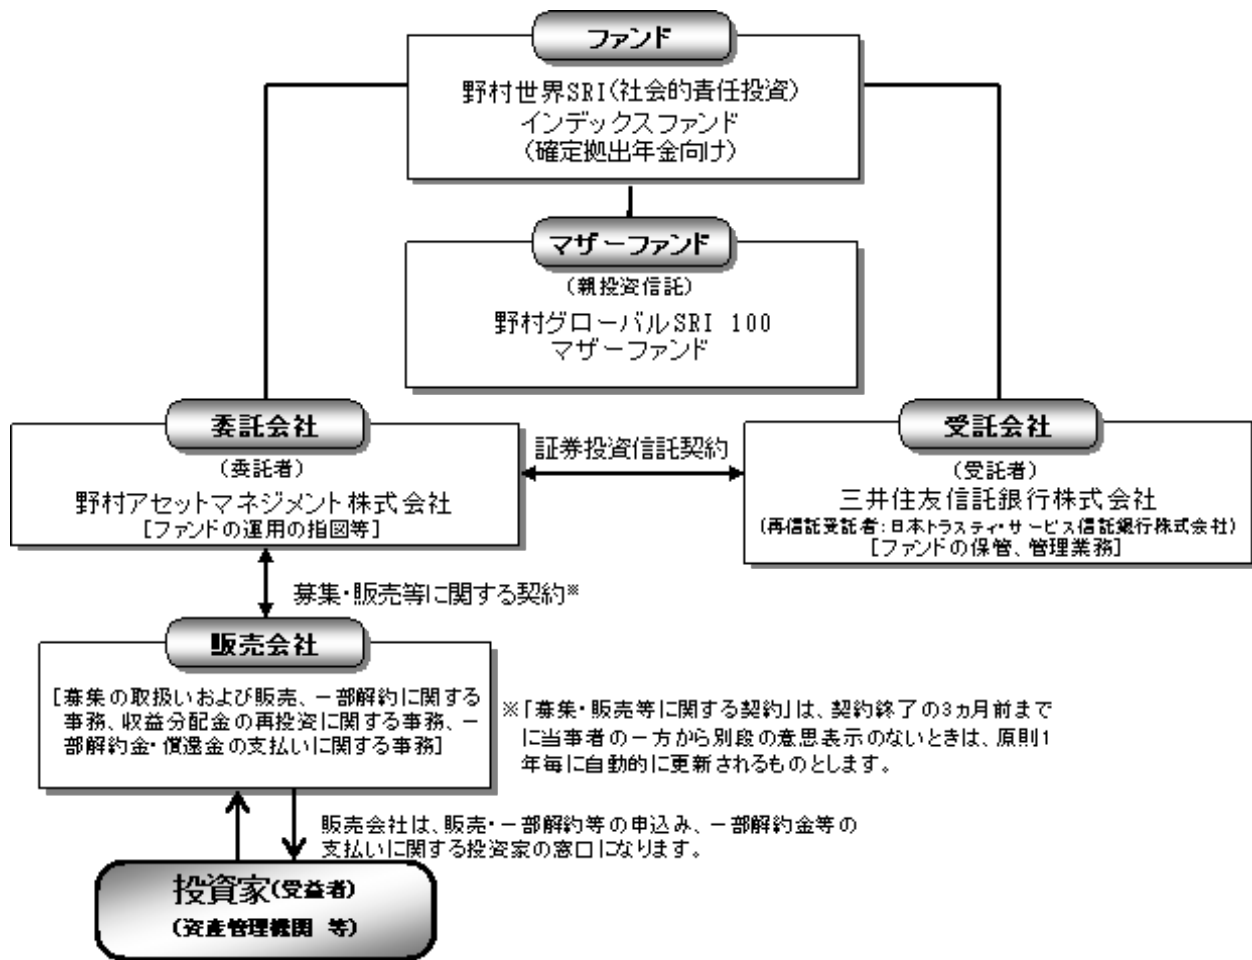 ファンド
野村世界SRI(社会的責任投資)
インデックスファンド
(確定拠出年金向け)
マザーファンド
(親投資信託)
野村グローバルSRI 100
マザーファンド
委託会社
(委託者)
野村アセットマネジメント株式会社
[ファンドの運用の指図等]
証券投資信託契約
受託会社
(受託者)
三井住友信託銀行株式会社
(再信託受託者:日本トラスティ・サービス信託銀行株式会社)
[ファンドの保管、管理業務]
募集・販売等に関する契約※
販売会社
[募集の取扱いおよび販売、一部解約に関する
事務、収益分配金の再投資に関する事務、一
部解約金・償還金の支払いに関する事務]
※「募集・販売等に関する契約」は、契約終了の3ヵ月前まで
に当事者の一方から別段の意思表示のないときは、原則1
年毎に自動的に更新されるものとします。
販売会社は、販売・一部解約等の申込み、一部解約金等の
支払いに関する投資家の窓口になります。
投資家(受益者)
(資産管理機関 等)